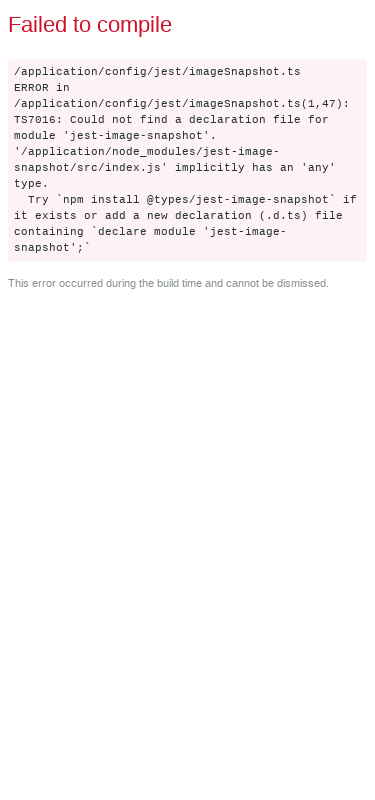 Failed to compile
/application/config/jest/imageSnapshot.ts
ERROR in
/application/config/jest/imageSnapshot.ts(1,47):
TS7016: Could not find a declaration file for
module 'jest-image-snapshot'.
'/application/node_modules/jest-image-
snapshot/src/index.js' implicitly has an 'any'
type.
  Try `npm install @types/jest-image-snapshot` if
it exists or add a new declaration (.d.ts) file
containing `declare module 'jest-image-
snapshot';`
This error occurred during the build time and cannot be dismissed.